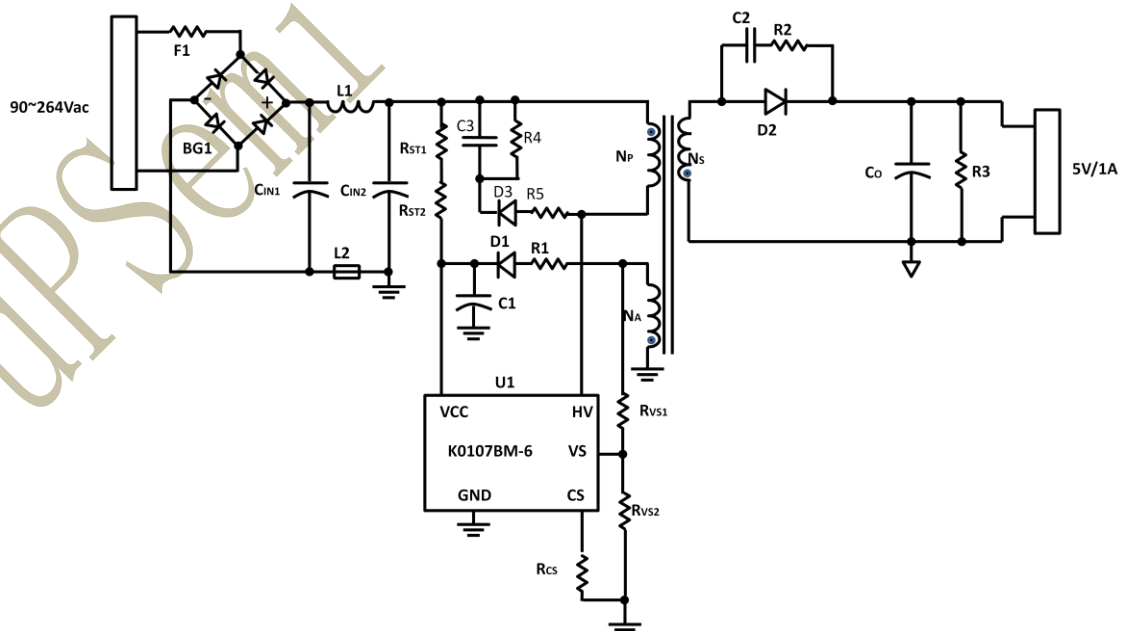 C2
R2
F1
90~264Vac
L1
D2
BG1
-
+
C3
R4
RST1
NP
NS
CO
R3
5V/1A
CIN1
CIN2
RST2
D3
R5
D1
R1
L2
C1
NA
U1
VCC
HV
RVS1
K0107BM-6
VS
GND
CS
RVS2
RCS
uPSemi